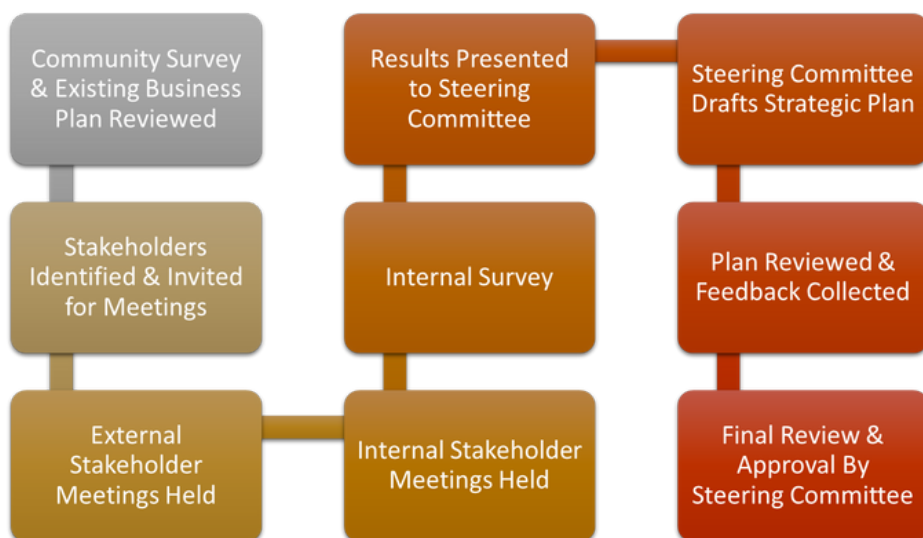 Community Survey
& Existing Business
Plan Reviewed
Stakeholders
Identified & Invited
for Meetings
External
Stakeholder
Meetings Held
Internal Stakeholder
Meetings Held
Internal Survey
Results Presented
to Steering
Committee
Steering Committee
Drafts Strategic Plan
Plan Reviewed &
Feedback Collected
Final Review &
Approval By
Steering Committee